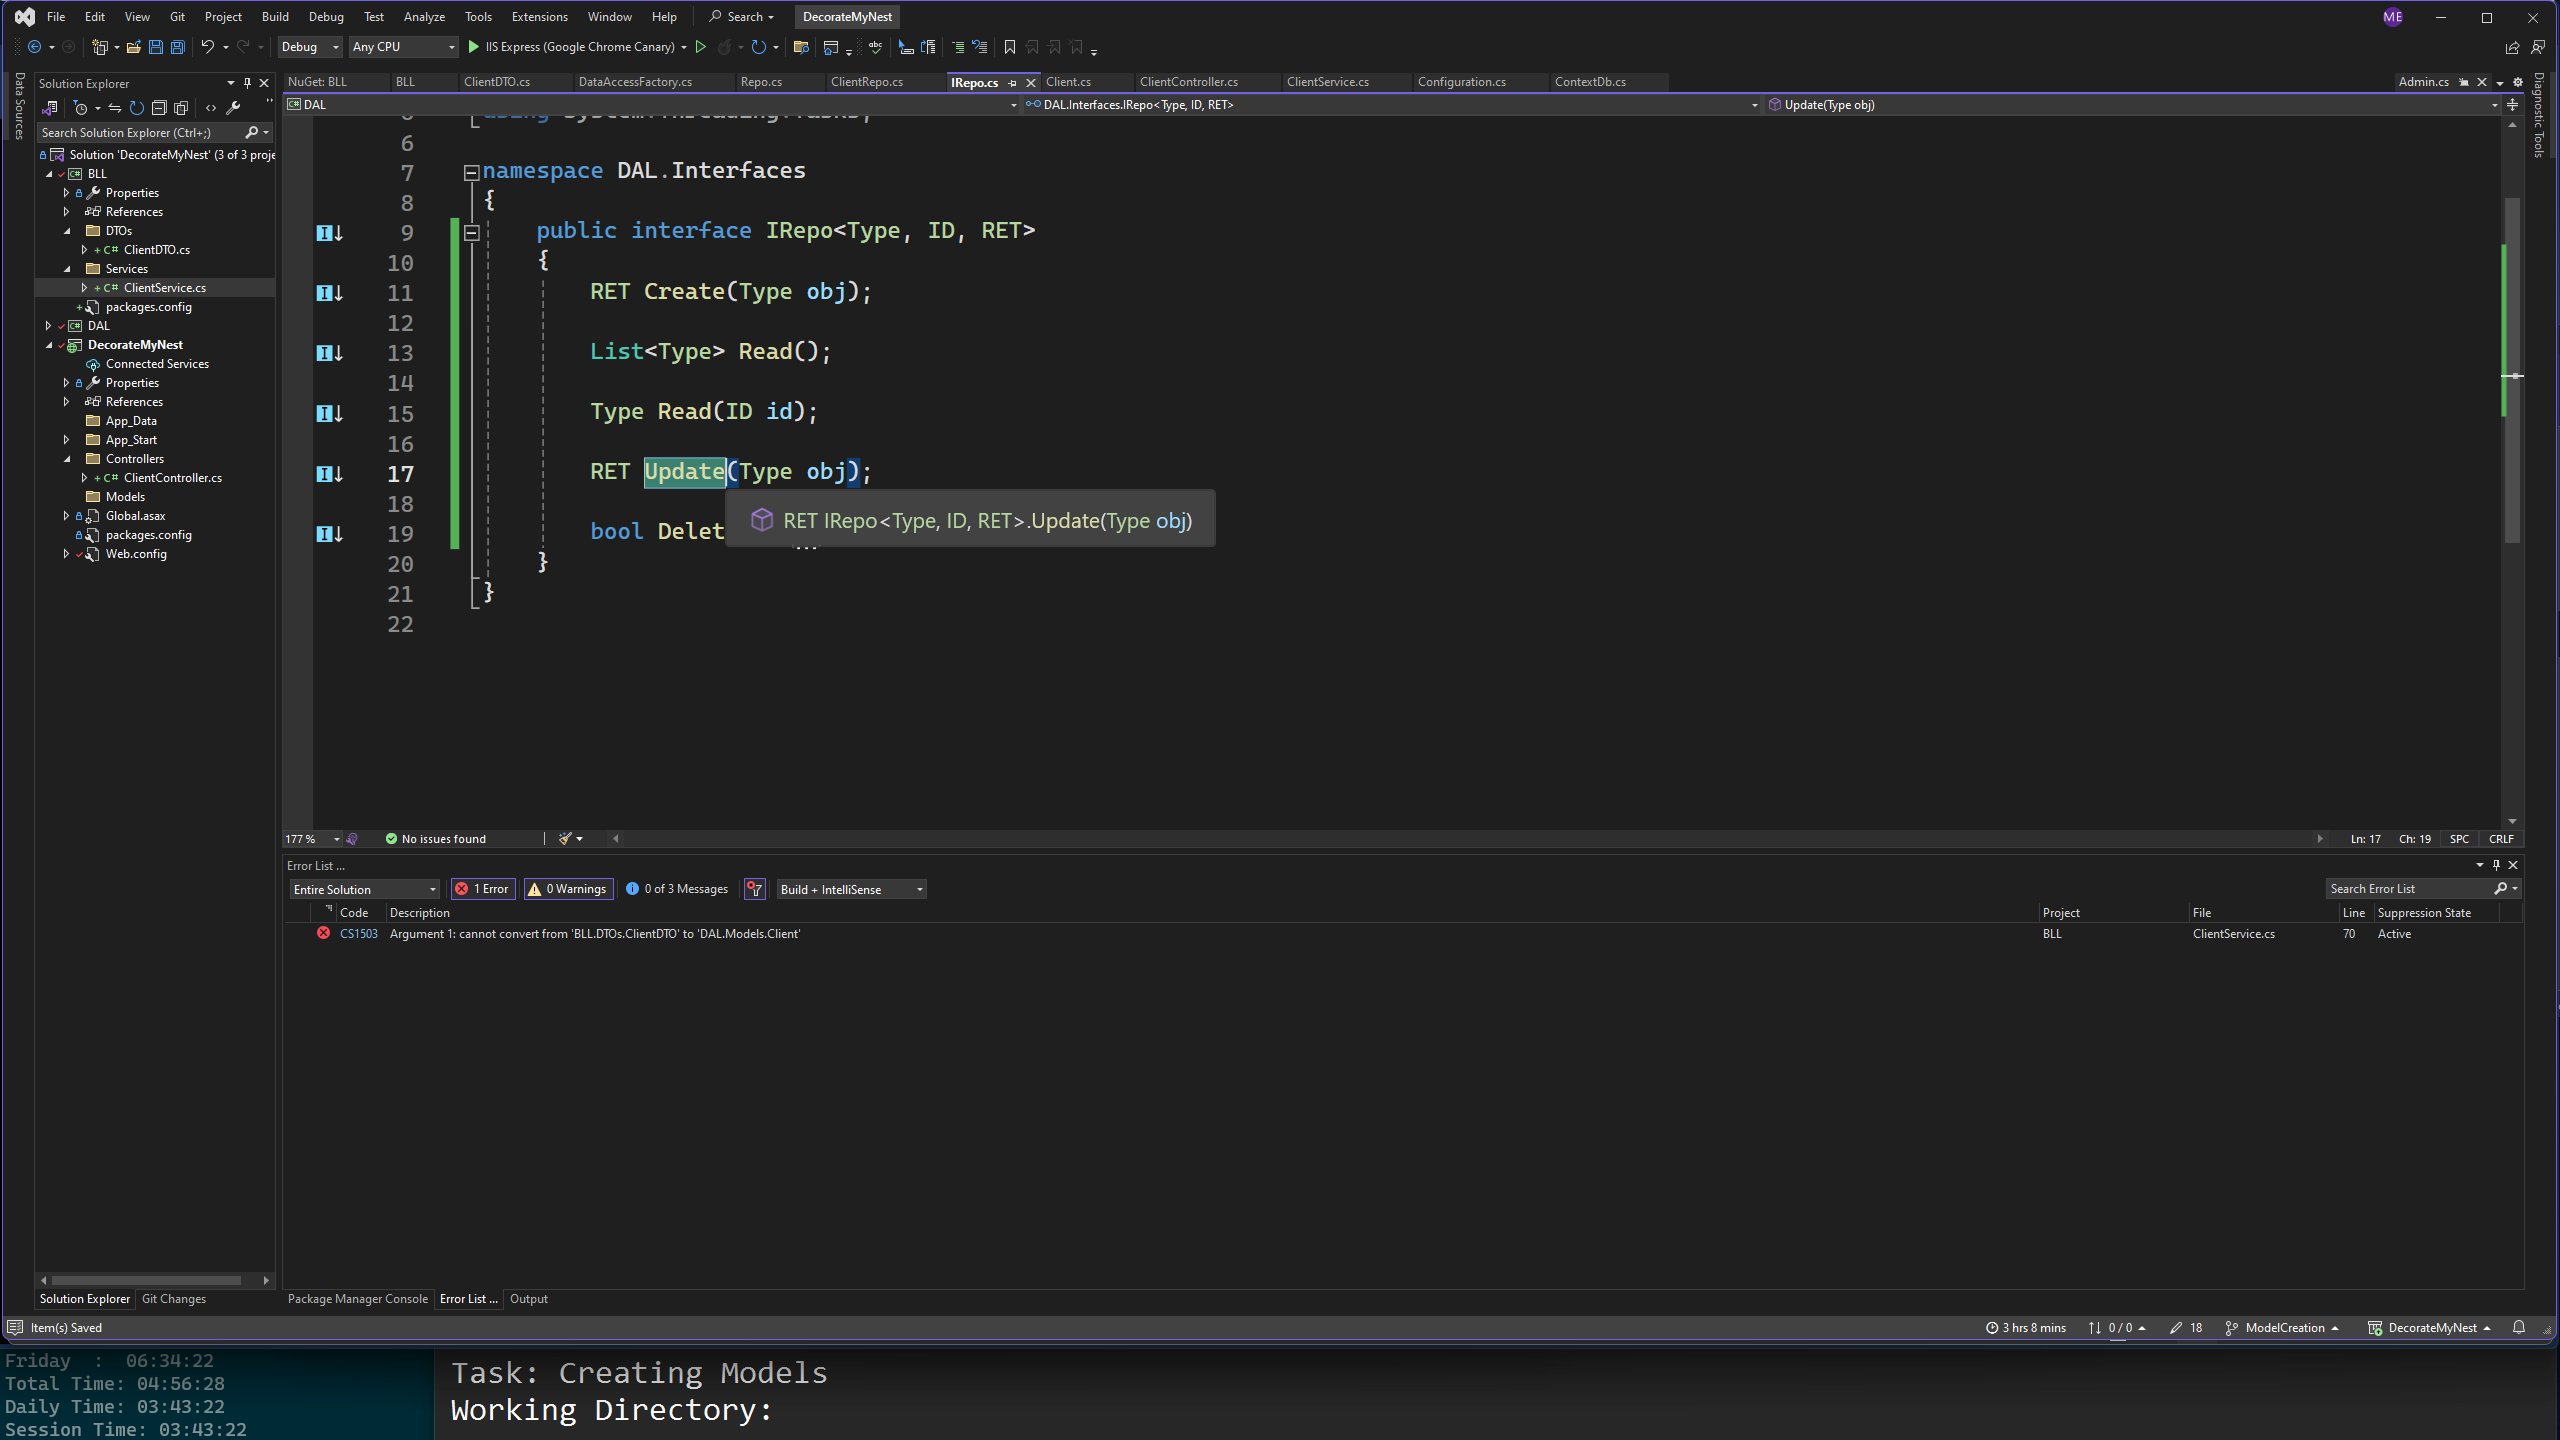 File Edit View Git Project Build Debug Test Analyze Tools Extensions Window Help Search DecorateMyNest ME
Debug Any CPU IIS Express (Google Chrome Canary)
Data Sources
Solution Explorer
Search Solution Explorer (Ctrl+;)
Solution 'DecorateMyNest' (3 of 3 proje
BLL
Properties
References
DTOs
ClientDTO.cs
Services
ClientService.cs
packages.config
DAL
DecorateMyNest
Connected Services
Properties
References
App_Data
App_Start
Controllers
ClientController.cs
Models
Global.asax
packages.config
Web.config
Solution Explorer Git Changes
NuGet: BLL BLL ClientDTO.cs DataAccessFactory.cs Repo.cs ClientRepo.cs IRepo.cs Client.cs ClientController.cs ClientService.cs Configuration.cs ContextDb.cs Admin.cs
DAL DAL.Interfaces.IRepo<Type, ID, RET> Update(Type obj)
Diagnostic Tools
6
7 namespace DAL.Interfaces
8 {
9 public interface IRepo<Type, ID, RET>
10 {
11 RET Create(Type obj);
12
13 List<Type> Read();
14
15 Type Read(ID id);
16
17 RET Update(Type obj);
18
RET IRepo<Type, ID, RET>.Update(Type obj)
19 bool Delet
20 }
21 }
22
177 % No issues found Ln: 17 Ch: 19 SPC CRLF
Error List ...
Entire Solution 1 Error 0 Warnings 0 of 3 Messages Build + IntelliSense Search Error List
Code Description Project File Line Suppression State
CS1503 Argument 1: cannot convert from 'BLL.DTOs.ClientDTO' to 'DAL.Models.Client' BLL ClientService.cs 70 Active
Package Manager Console Error List ... Output
Item(s) Saved 3 hrs 8 mins 0 / 0 18 ModelCreation DecorateMyNest
Friday : 06:34:22
Total Time: 04:56:28
Daily Time: 03:43:22
Session Time: 03:43:22
Task: Creating Models
Working Directory: